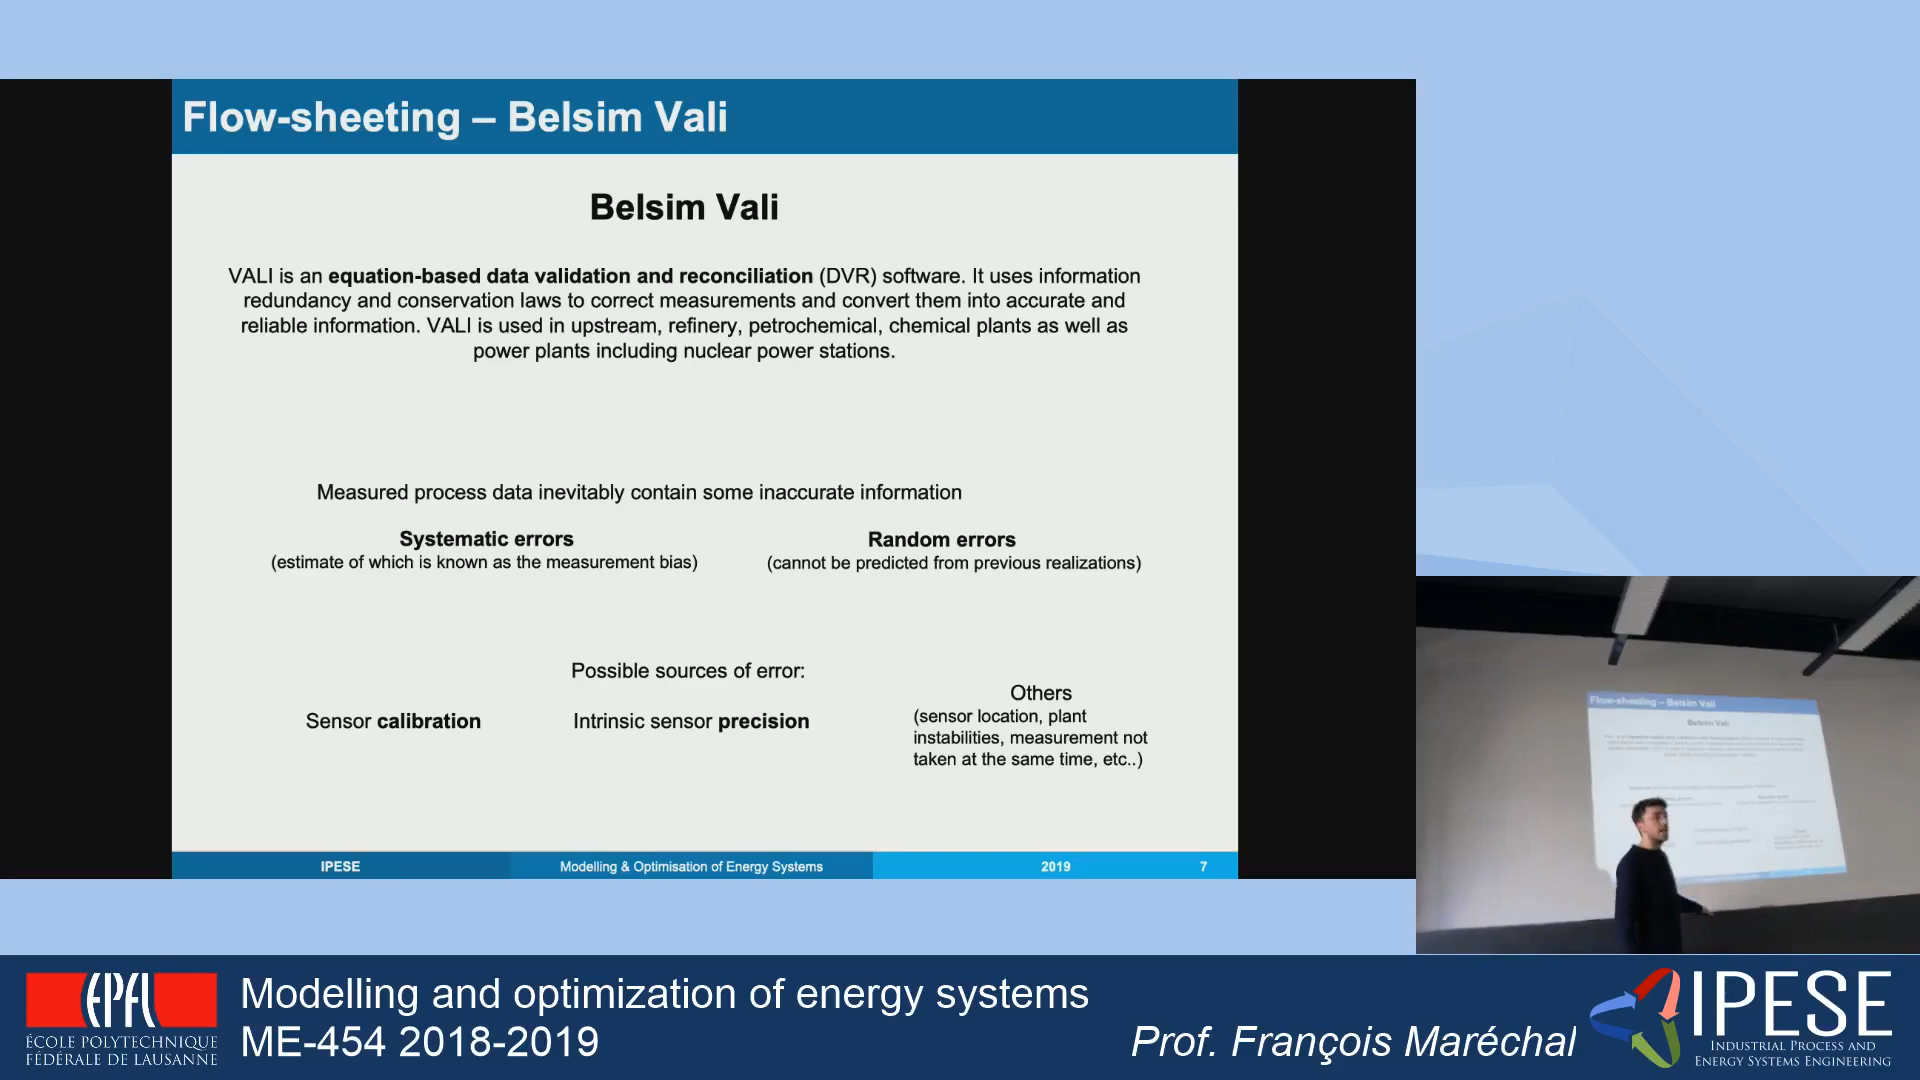 Flow-sheeting – Belsim Vali
Belsim Vali
VALI is an equation-based data validation and reconciliation (DVR) software. It uses information
redundancy and conservation laws to correct measurements and convert them into accurate and
reliable information. VALI is used in upstream, refinery, petrochemical, chemical plants as well as
power plants including nuclear power stations.
Measured process data inevitably contain some inaccurate information
Systematic errors
(estimate of which is known as the measurement bias)
Random errors
(cannot be predicted from previous realizations)
Possible sources of error:
Sensor calibration
Intrinsic sensor precision
Others
(sensor location, plant
instabilities, measurement not
taken at the same time, etc..)
IPESE
Modelling & Optimisation of Energy Systems
2019
7
Flow-sheeting – Belsim Vali
Belsim Vali
EPFL
ÉCOLE POLYTECHNIQUE
FÉDÉRALE DE LAUSANNE
Modelling and optimization of energy systems
ME-454 2018-2019
Prof. François Maréchal
IPESE
INDUSTRIAL PROCESS AND
ENERGY SYSTEMS ENGINEERING